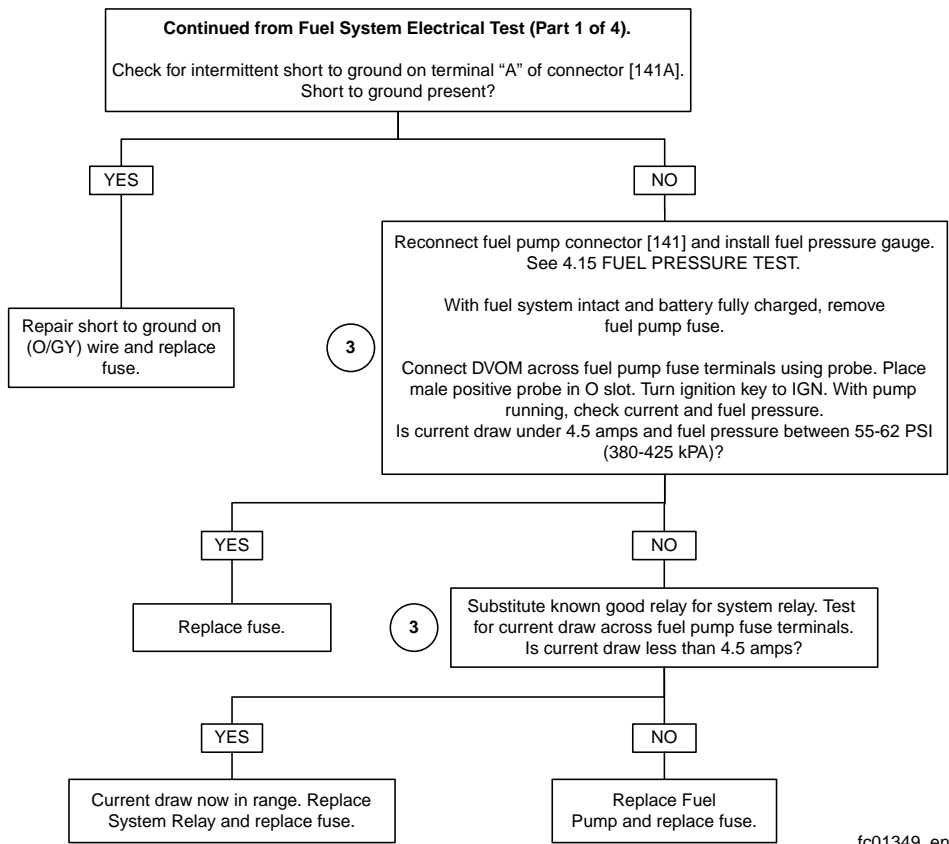 Continued from Fuel System Electrical Test (Part 1 of 4).
Check for intermittent short to ground on terminal “A” of connector [141A].
Short to ground present?
YES
NO
Repair short to ground on
(O/GY) wire and replace
fuse.
3
Reconnect fuel pump connector [141] and install fuel pressure gauge.
See 4.15 FUEL PRESSURE TEST.
With fuel system intact and battery fully charged, remove
fuel pump fuse.
Connect DVOM across fuel pump fuse terminals using probe. Place
male positive probe in O slot. Turn ignition key to IGN. With pump
running, check current and fuel pressure.
Is current draw under 4.5 amps and fuel pressure between 55-62 PSI
(380-425 kPA)?
YES
NO
Replace fuse.
3
Substitute known good relay for system relay. Test
for current draw across fuel pump fuse terminals.
Is current draw less than 4.5 amps?
YES
NO
Current draw now in range. Replace
System Relay and replace fuse.
Replace Fuel
Pump and replace fuse.
fc01349_en